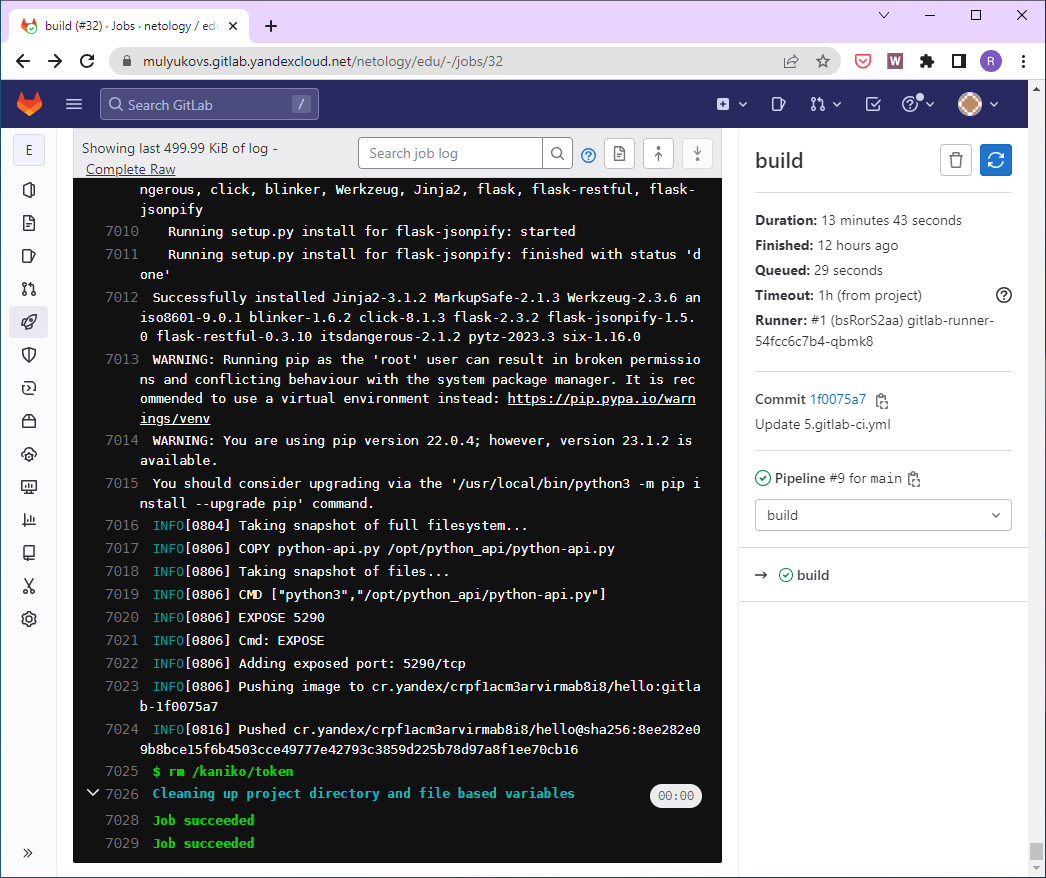 build (#32) · Jobs · netology / edu
mulyukovs.gitlab.yandexcloud.net/netology/edu/-/jobs/32
W
R
Search GitLab
/
E
Showing last 499.99 KiB of log -
Complete Raw
Search job log
ngerous, click, blinker, Werkzeug, Jinja2, flask, flask-restful, flask-
jsonpify
7010 Running setup.py install for flask-jsonpify: started
7011 Running setup.py install for flask-jsonpify: finished with status 'd
one'
7012 Successfully installed Jinja2-3.1.2 MarkupSafe-2.1.3 Werkzeug-2.3.6 an
iso8601-9.0.1 blinker-1.6.2 click-8.1.3 flask-2.3.2 flask-jsonpify-1.5.
0 flask-restful-0.3.10 itsdangerous-2.1.2 pytz-2023.3 six-1.16.0
7013 WARNING: Running pip as the 'root' user can result in broken permissio
ns and conflicting behaviour with the system package manager. It is rec
ommended to use a virtual environment instead: https://pip.pypa.io/warn
ings/venv
7014 WARNING: You are using pip version 22.0.4; however, version 23.1.2 is
available.
7015 You should consider upgrading via the '/usr/local/bin/python3 -m pip i
nstall --upgrade pip' command.
7016 INFO[0804] Taking snapshot of full filesystem...
7017 INFO[0806] COPY python-api.py /opt/python_api/python-api.py
7018 INFO[0806] Taking snapshot of files...
7019 INFO[0806] CMD ["python3","/opt/python_api/python-api.py"]
7020 INFO[0806] EXPOSE 5290
7021 INFO[0806] Cmd: EXPOSE
7022 INFO[0806] Adding exposed port: 5290/tcp
7023 INFO[0806] Pushing image to cr.yandex/crpf1acm3arvirmab8i8/hello:gitla
b-1f0075a7
7024 INFO[0816] Pushed cr.yandex/crpf1acm3arvirmab8i8/hello@sha256:8ee282e0
9b8bce15f6b4503cce49777e42793c3859d225b78d97a8f1ee70cb16
7025 $ rm /kaniko/token
7026 Cleaning up project directory and file based variables 00:00
7028 Job succeeded
7029 Job succeeded
build
Duration: 13 minutes 43 seconds
Finished: 12 hours ago
Queued: 29 seconds
Timeout: 1h (from project)
Runner: #1 (bsRorS2aa) gitlab-runner-
54fcc6c7b4-qbmk8
Commit 1f0075a7
Update 5.gitlab-ci.yml
Pipeline #9 for main
build
→ build